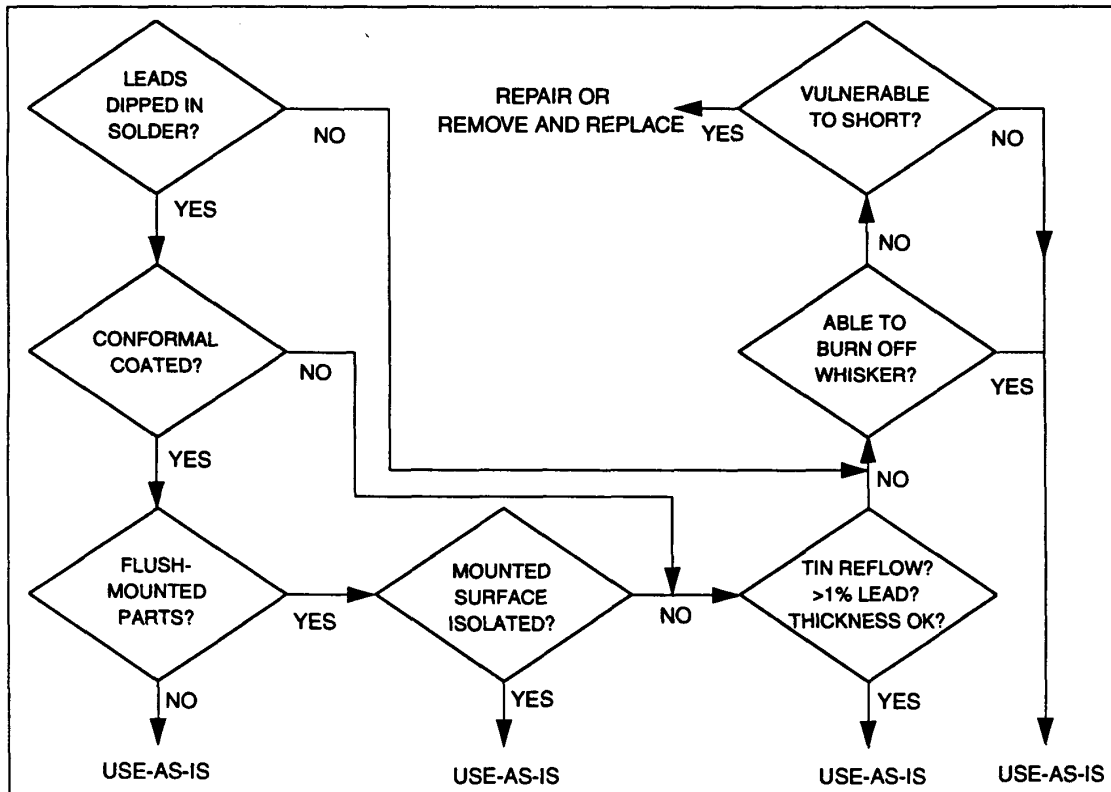 LEADS
DIPPED IN
SOLDER?
NO
YES
REPAIR OR
REMOVE AND REPLACE
YES
VULNERABLE
TO SHORT?
NO
NO
CONFORMAL
COATED?
NO
YES
ABLE TO
BURN OFF
WHISKER?
YES
NO
FLUSH-
MOUNTED
PARTS?
YES
NO
MOUNTED
SURFACE
ISOLATED?
NO
YES
TIN REFLOW?
>1% LEAD?
THICKNESS OK?
YES
USE-AS-IS
USE-AS-IS
USE-AS-IS
USE-AS-IS